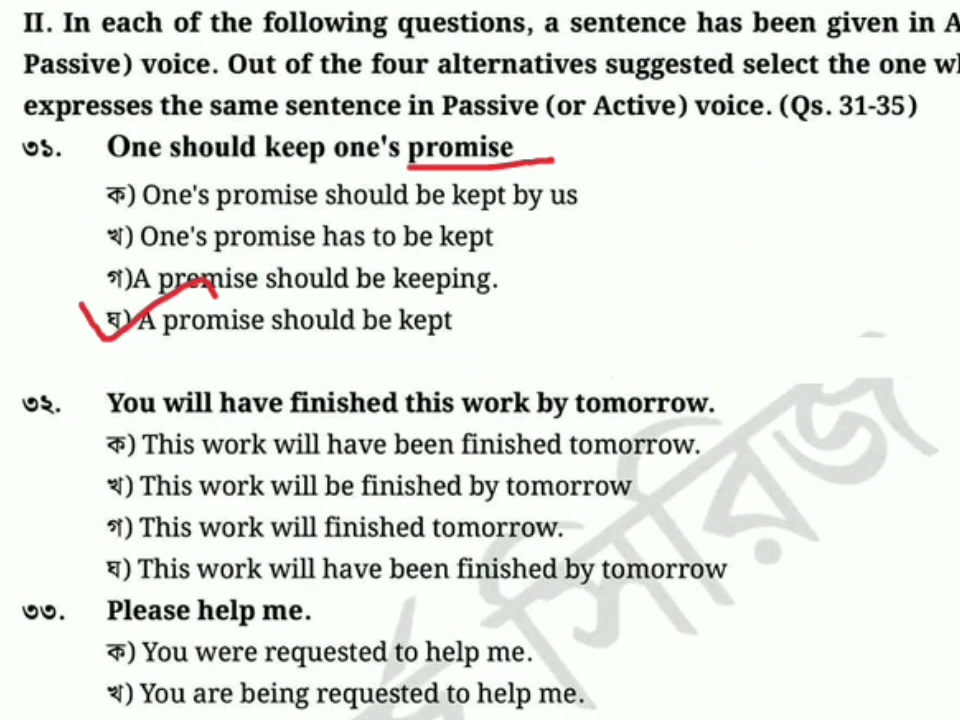 II. In each of the following questions, a sentence has been given in A
Passive) voice. Out of the four alternatives suggested select the one wh
expresses the same sentence in Passive (or Active) voice. (Qs. 31-35)
৩১. One should keep one's promise
ক) One's promise should be kept by us
খ) One's promise has to be kept
গ)A promise should be keeping.
ঘ) A promise should be kept
৩২. You will have finished this work by tomorrow.
ক) This work will have been finished tomorrow.
খ) This work will be finished by tomorrow
গ) This work will finished tomorrow.
ঘ) This work will have been finished by tomorrow
৩৩. Please help me.
ক) You were requested to help me.
খ) You are being requested to help me.
সিরিজ